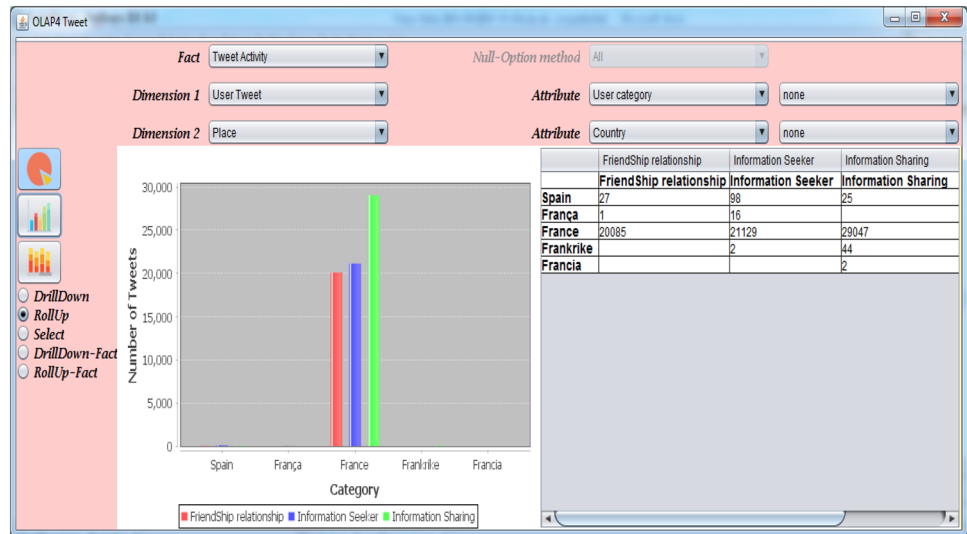 OLAP4 Tweet
Fact Tweet Activity Null-Option method All
Dimension 1 User Tweet Attribute User category none
Dimension 2 Place Attribute Country none
DrillDown
RollUp
Select
DrillDown-Fact
RollUp-Fact
Number of Tweets
30,000
25,000
20,000
15,000
10,000
5,000
0
Spain França France Frankrike Francia
Category
FriendShip relationship Information Seeker Information Sharing
FriendShip relationship Information Seeker Information Sharing
FriendShip relationship Information Seeker Information Sharing
Spain 27 98 25
França 1 16
France 20085 21129 29047
Frankrike 2 44
Francia 2